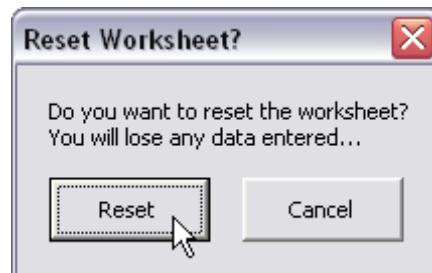 Reset Worksheet?
Do you want to reset the worksheet?
You will lose any data entered...
Reset
Cancel